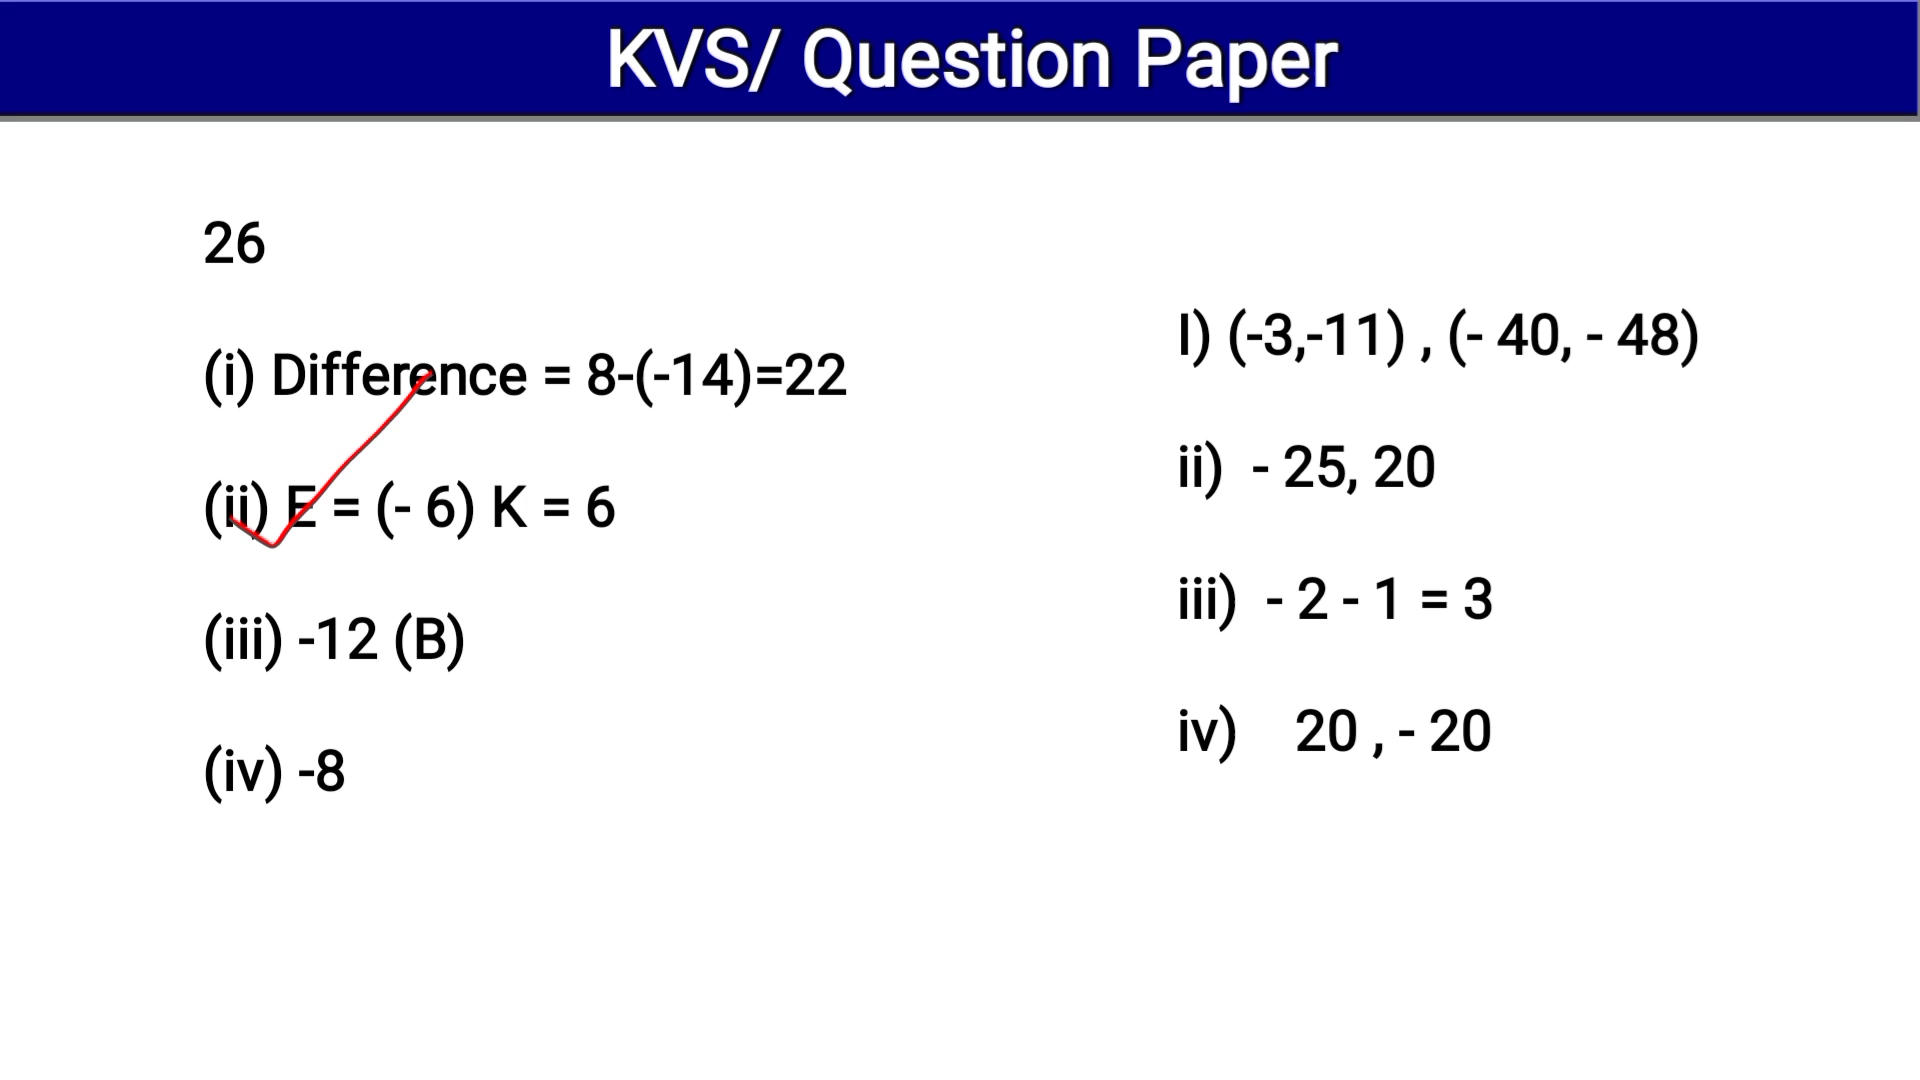 KVS/ Question Paper
26
(i) Difference = 8-(-14)=22
(ii) E = (- 6) K = 6
(iii) -12 (B)
(iv) -8
I) (-3,-11) , (- 40, - 48)
ii) - 25, 20
iii) - 2 - 1 = 3
iv) 20 , - 20